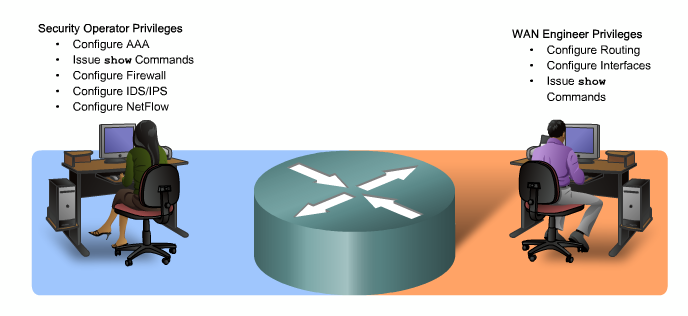 Security Operator Privileges
• Configure AAA
• Issue show Commands
• Configure Firewall
• Configure IDS/IPS
• Configure NetFlow
WAN Engineer Privileges
• Configure Routing
• Configure Interfaces
• Issue show
Commands